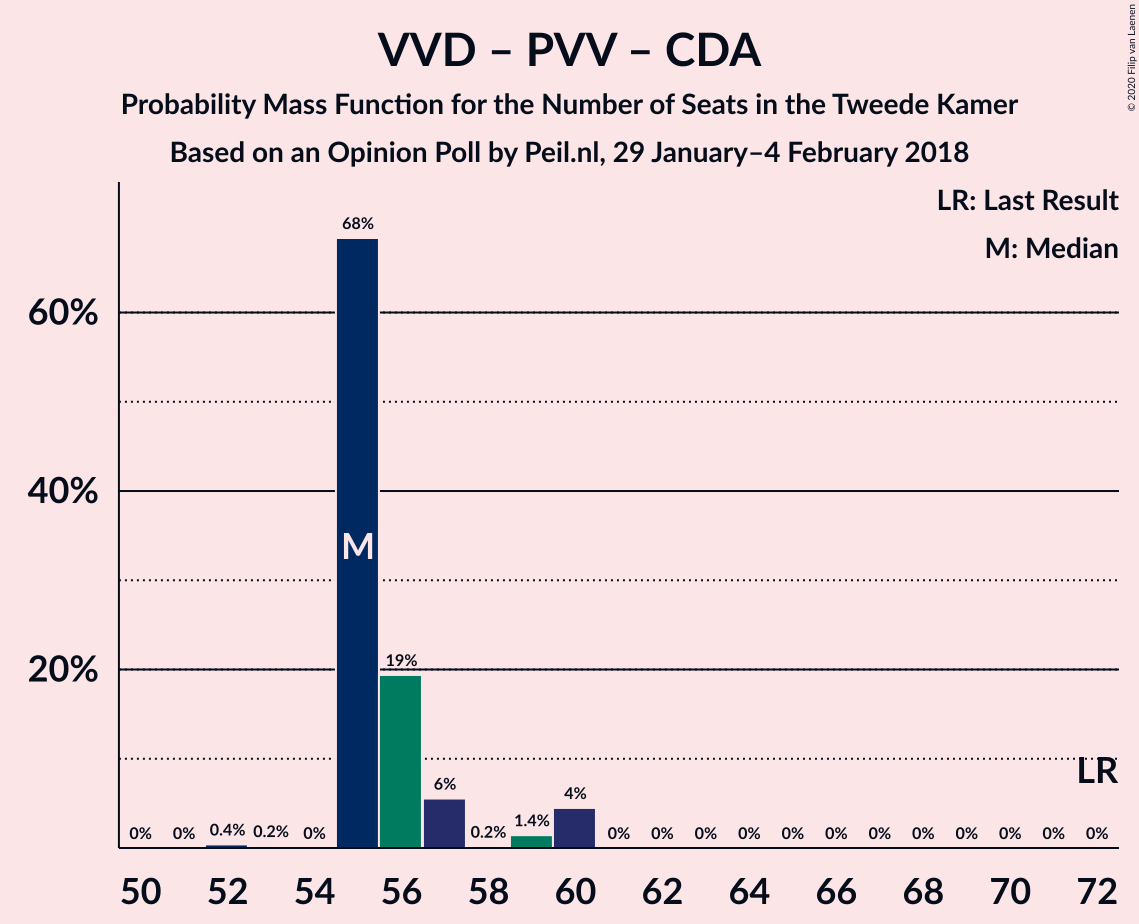 VVD – PVV – CDA
Probability Mass Function for the Number of Seats in the Tweede Kamer
Based on an Opinion Poll by Peil.nl, 29 January–4 February 2018
© 2020 Filip van Laenen
LR: Last Result
M: Median
60%
40%
20%
0% 0% 0.4% 0.2% 0% 68% 19% 6% 0.2% 1.4% 4% 0% 0% 0% 0% 0% 0% 0% 0% 0% 0% 0% 0%
M
LR
50 52 54 56 58 60 62 64 66 68 70 72